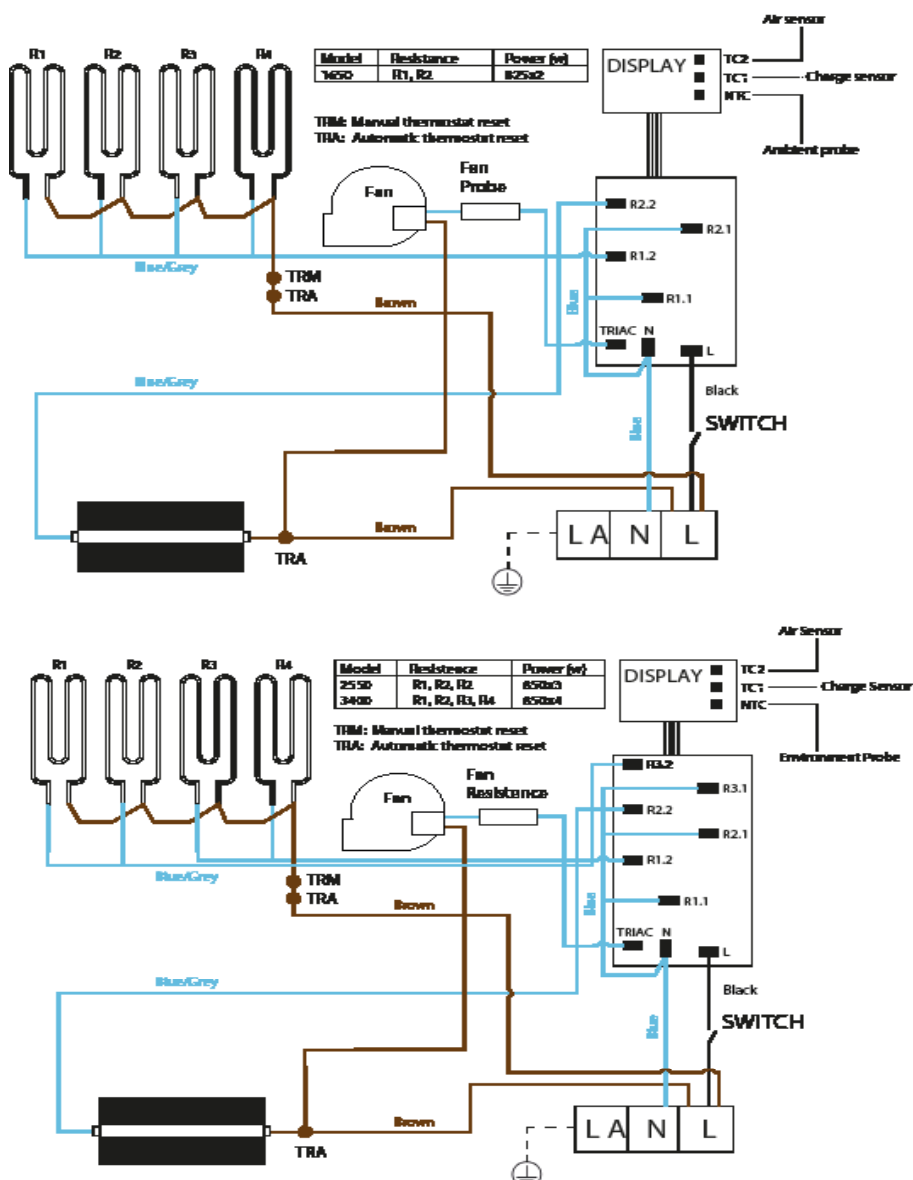 Air sensor
R1 R2 R3 R4
Model Resistance Power (w)
1650 R1, R2 825x2
DISPLAY
TC2
TC1
Charge sensor
NTC
TRM: Manual thermostat reset
TRA: Automatic thermostat reset
Ambient probe
Fan
Fan
Probe
R2.2
R2.1
R1.2
Blue/Grey
TRM
TRA
Brown
Blue
R1.1
TRIAC N
L
Blue/Grey
Black
SWITCH
Blue
Brown
TRA
L A N L
Air Sensor
R1 R2 R3 R4
Model Resistence Power (w)
2550 R1, R2, R2 850x3
3400 R1, R2, R3, R4 850x4
DISPLAY
TC2
TC1
Charge Sensor
NTC
TRM: Manual thermostat reset
TRA: Automatic thermostat reset
Environment Probe
Fan
Fan
Resistence
R3.2
R3.1
R2.2
R2.1
R1.2
Blue/Grey
TRM
TRA
Brown
Blue
R1.1
TRIAC N
L
Blue/Grey
Black
SWITCH
Blue
Brown
TRA
L A N L